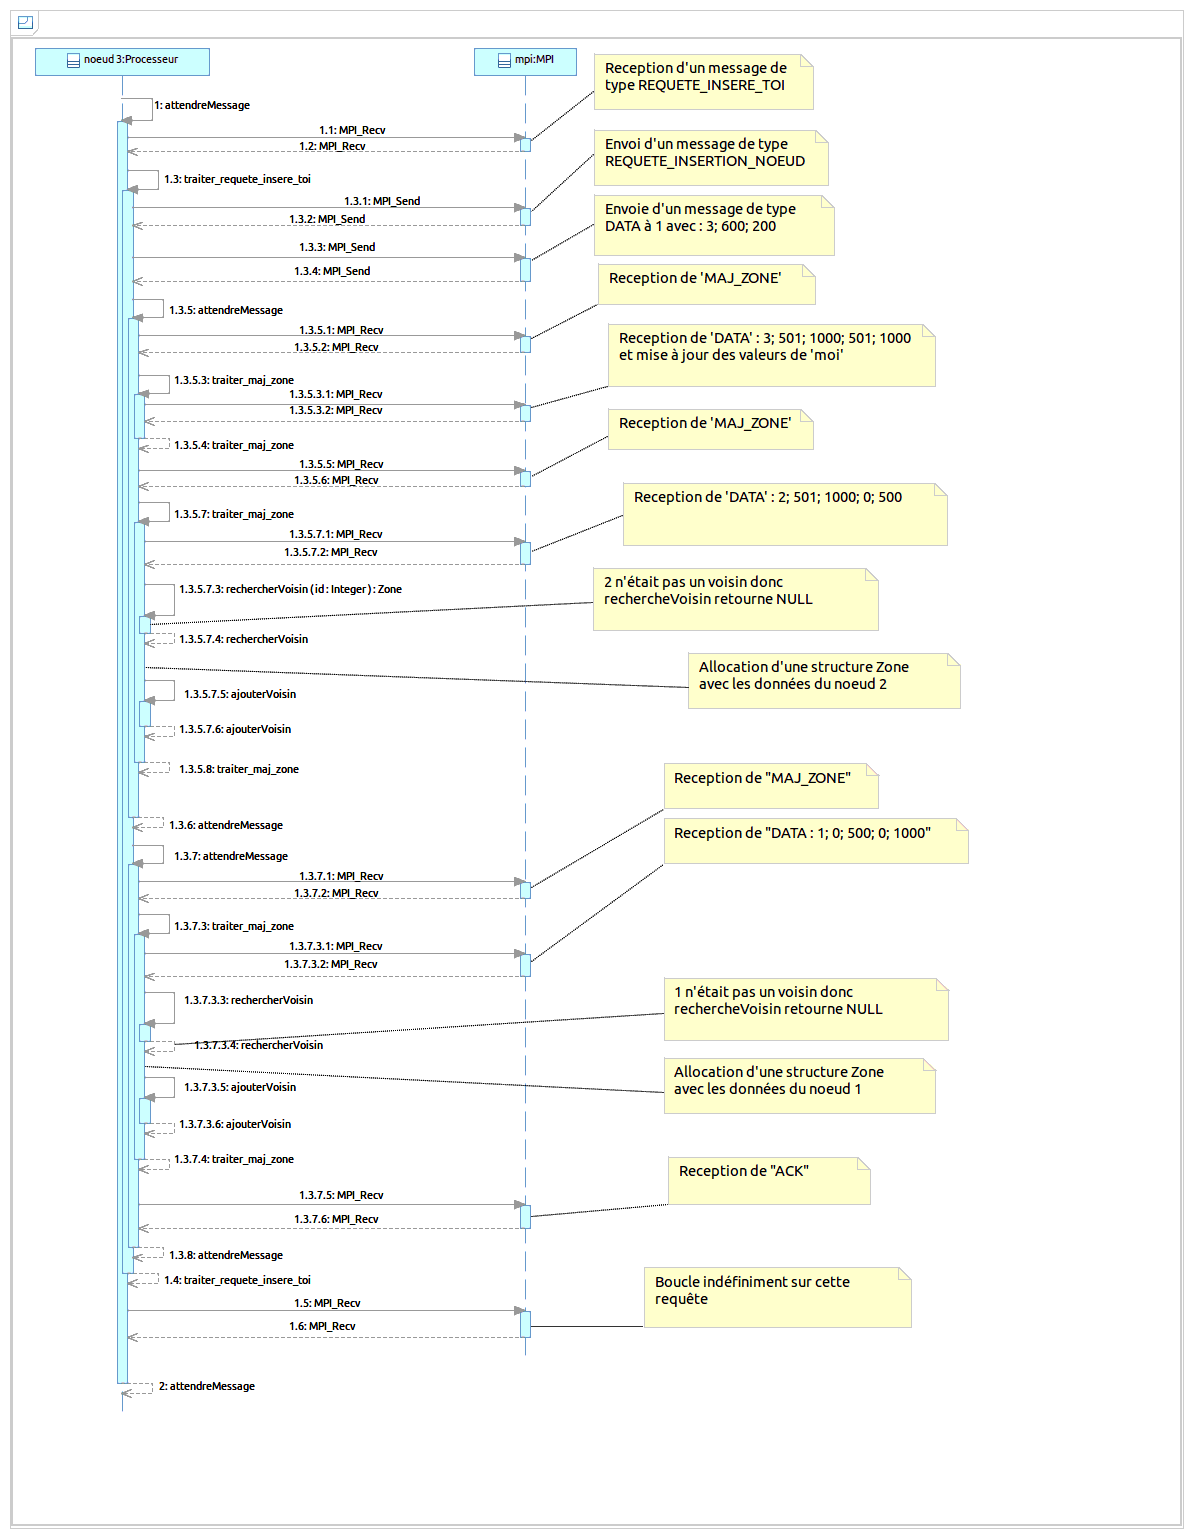 noeud 3:Processeur
mpi:MPI
Reception d'un message de
type REQUETE_INSERE_TOI
1: attendreMessage
1.1: MPI_Recv
1.2: MPI_Recv
Envoi d'un message de type
REQUETE_INSERTION_NOEUD
1.3: traiter_requete_insere_toi
1.3.1: MPI_Send
1.3.2: MPI_Send
Envoie d'un message de type
DATA à 1 avec : 3; 600; 200
1.3.3: MPI_Send
1.3.4: MPI_Send
Reception de 'MAJ_ZONE'
1.3.5: attendreMessage
1.3.5.1: MPI_Recv
1.3.5.2: MPI_Recv
Reception de 'DATA' : 3; 501; 1000; 501; 1000
et mise à jour des valeurs de 'moi'
1.3.5.3: traiter_maj_zone
1.3.5.3.1: MPI_Recv
1.3.5.3.2: MPI_Recv
Reception de 'MAJ_ZONE'
1.3.5.4: traiter_maj_zone
1.3.5.5: MPI_Recv
1.3.5.6: MPI_Recv
Reception de 'DATA' : 2; 501; 1000; 0; 500
1.3.5.7: traiter_maj_zone
1.3.5.7.1: MPI_Recv
1.3.5.7.2: MPI_Recv
2 n'était pas un voisin donc
rechercheVoisin retourne NULL
1.3.5.7.3: rechercherVoisin (id : Integer ) : Zone
1.3.5.7.4: rechercherVoisin
Allocation d'une structure Zone
avec les données du noeud 2
1.3.5.7.5: ajouterVoisin
1.3.5.7.6: ajouterVoisin
1.3.5.8: traiter_maj_zone
Reception de "MAJ_ZONE"
1.3.6: attendreMessage
Reception de "DATA : 1; 0; 500; 0; 1000"
1.3.7: attendreMessage
1.3.7.1: MPI_Recv
1.3.7.2: MPI_Recv
1.3.7.3: traiter_maj_zone
1.3.7.3.1: MPI_Recv
1.3.7.3.2: MPI_Recv
1 n'était pas un voisin donc
rechercheVoisin retourne NULL
1.3.7.3.3: rechercherVoisin
1.3.7.3.4: rechercherVoisin
Allocation d'une structure Zone
avec les données du noeud 1
1.3.7.3.5: ajouterVoisin
1.3.7.3.6: ajouterVoisin
1.3.7.4: traiter_maj_zone
Reception de "ACK"
1.3.7.5: MPI_Recv
1.3.7.6: MPI_Recv
1.3.8: attendreMessage
1.4: traiter_requete_insere_toi
Boucle indéfiniment sur cette
requête
1.5: MPI_Recv
1.6: MPI_Recv
2: attendreMessage